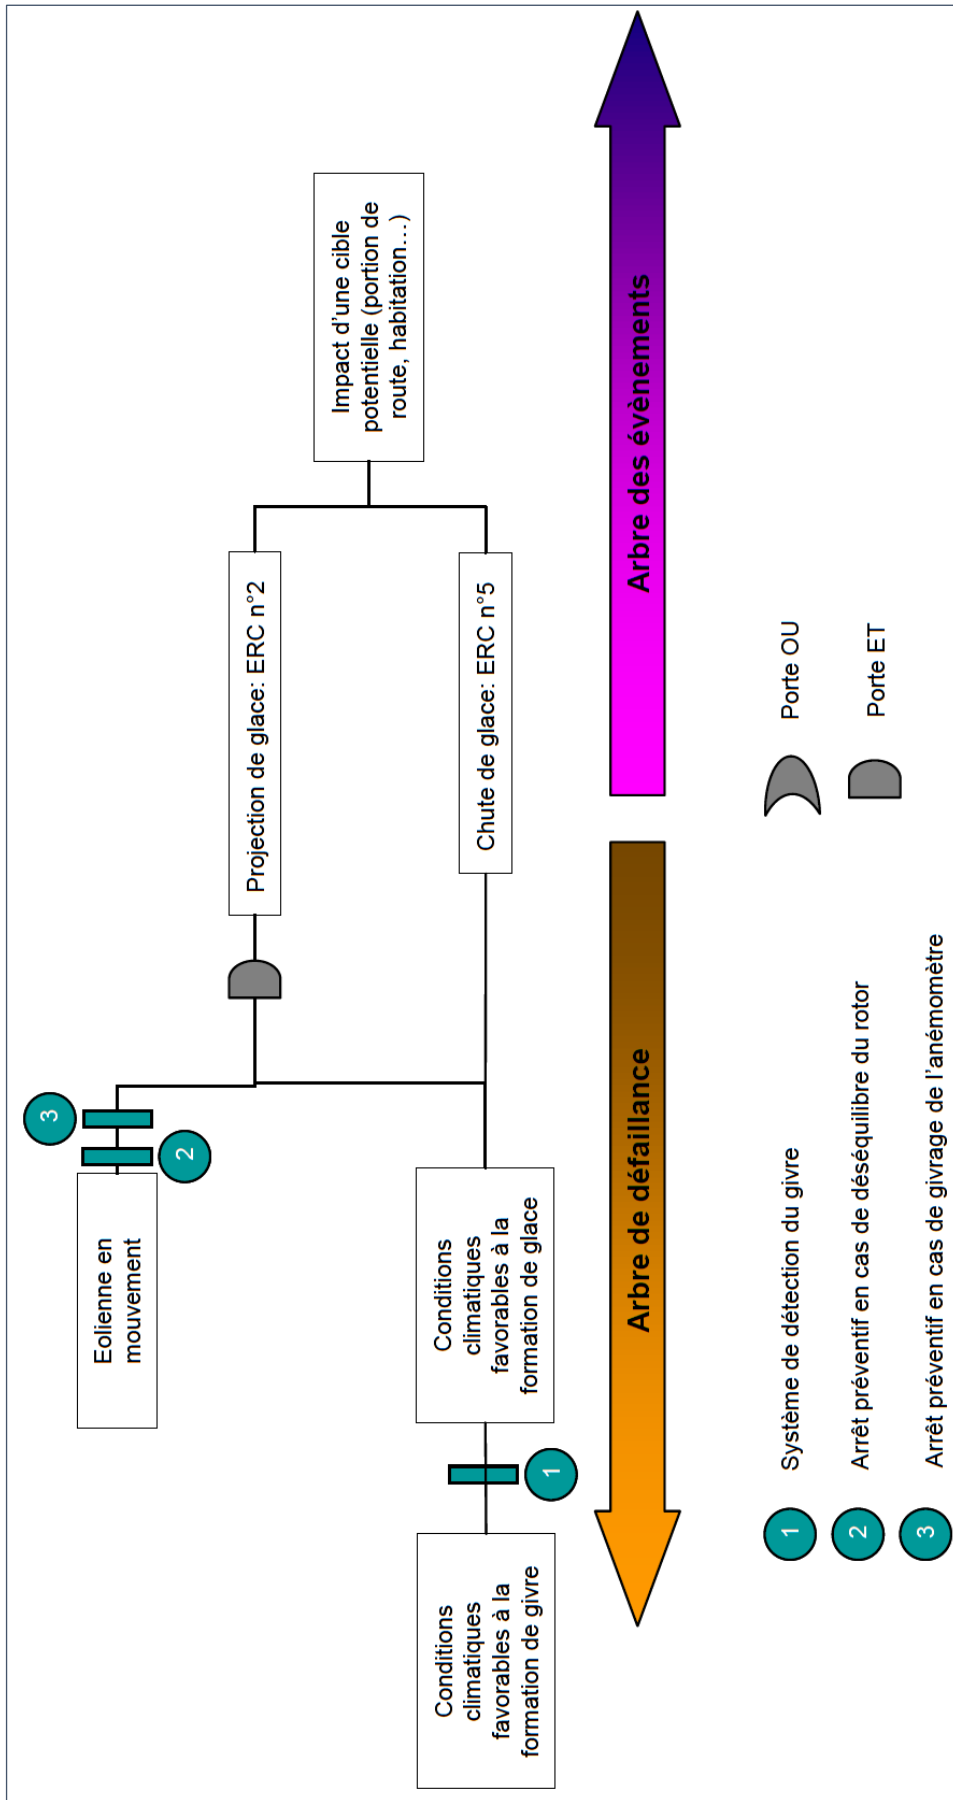 Eolienne en
mouvement
3
2
Conditions
climatiques
favorables à la
formation de givre
1
Conditions
climatiques
favorables à la
formation de glace
Projection de glace: ERC n°2
Chute de glace: ERC n°5
Impact d'une cible
potentielle (portion de
route, habitation…)
Arbre de défaillance
Arbre des évènements
1
Système de détection du givre
2
Arrêt préventif en cas de déséquilibre du rotor
3
Arrêt préventif en cas de givrage de l'anémomètre
Porte OU
Porte ET